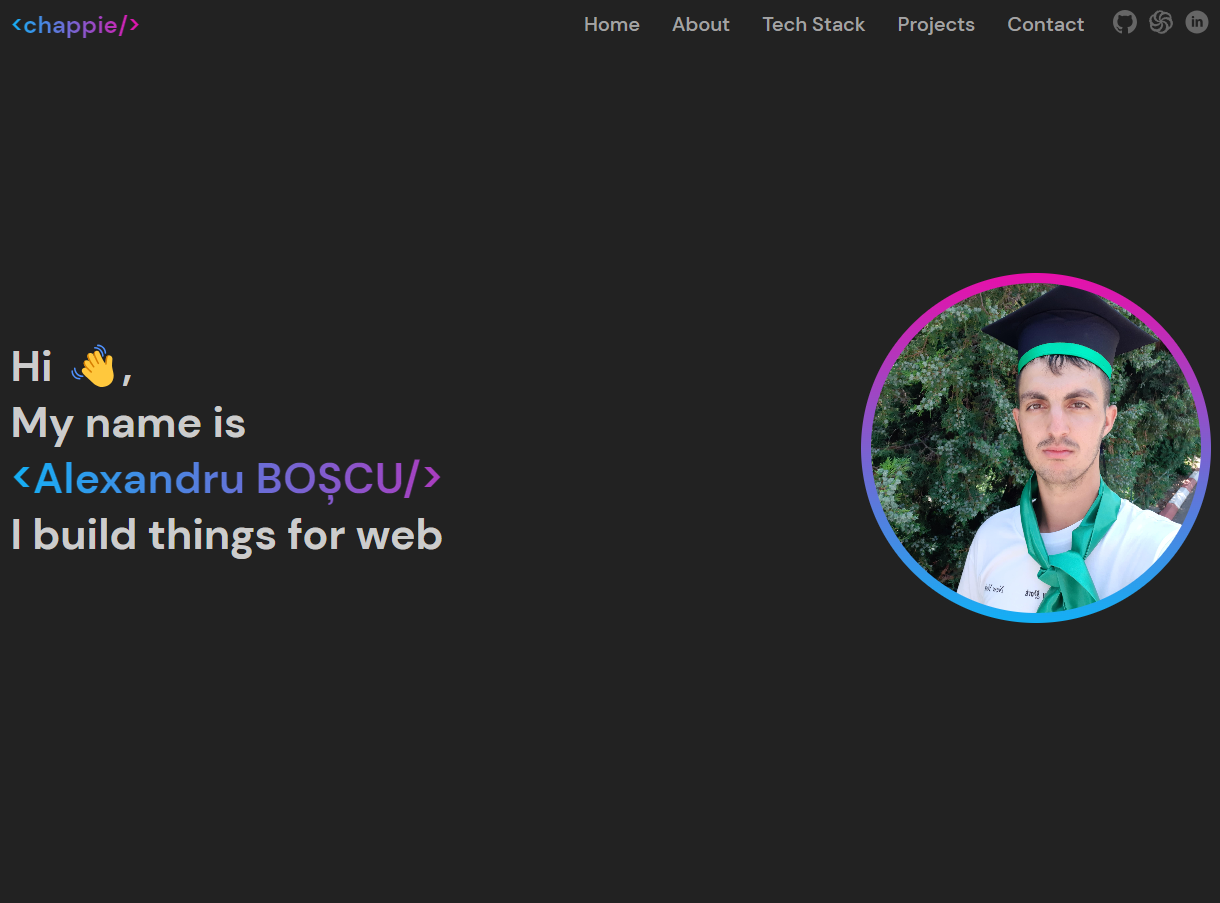 <chappie/>
Home About Tech Stack Projects Contact
in
Hi 👋,
My name is
<Alexandru BOȘCU/>
I build things for web